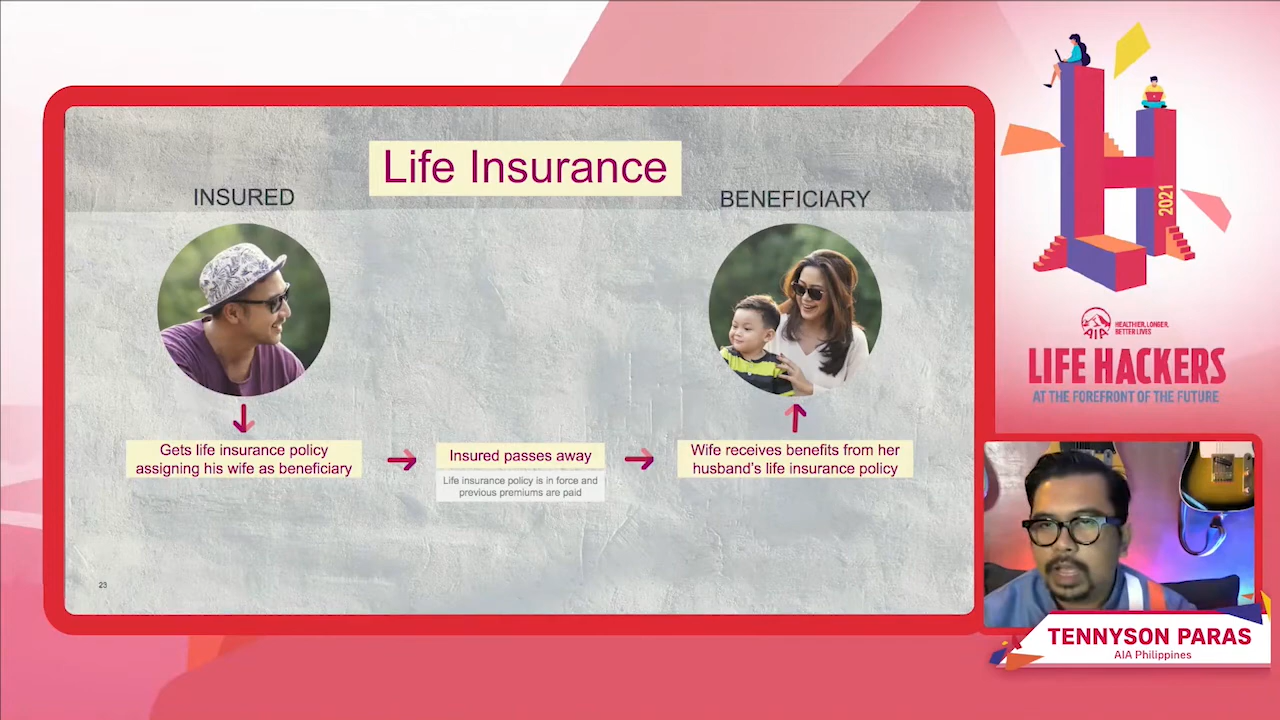 Life Insurance
INSURED
BENEFICIARY
Gets life insurance policy
assigning his wife as beneficiary
Insured passes away
Life insurance policy is in force and
previous premiums are paid
Wife receives benefits from her
husband's life insurance policy
23
2021
AIA
HEALTHIER, LONGER,
BETTER LIVES
LIFE HACKERS
AT THE FOREFRONT OF THE FUTURE
TENNYSON PARAS
AIA Philippines